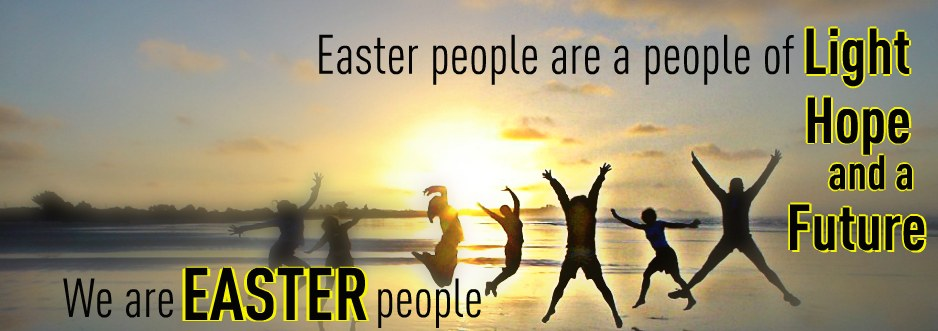 Easter people are a people of Light
Hope
and a
Future
We are EASTER people